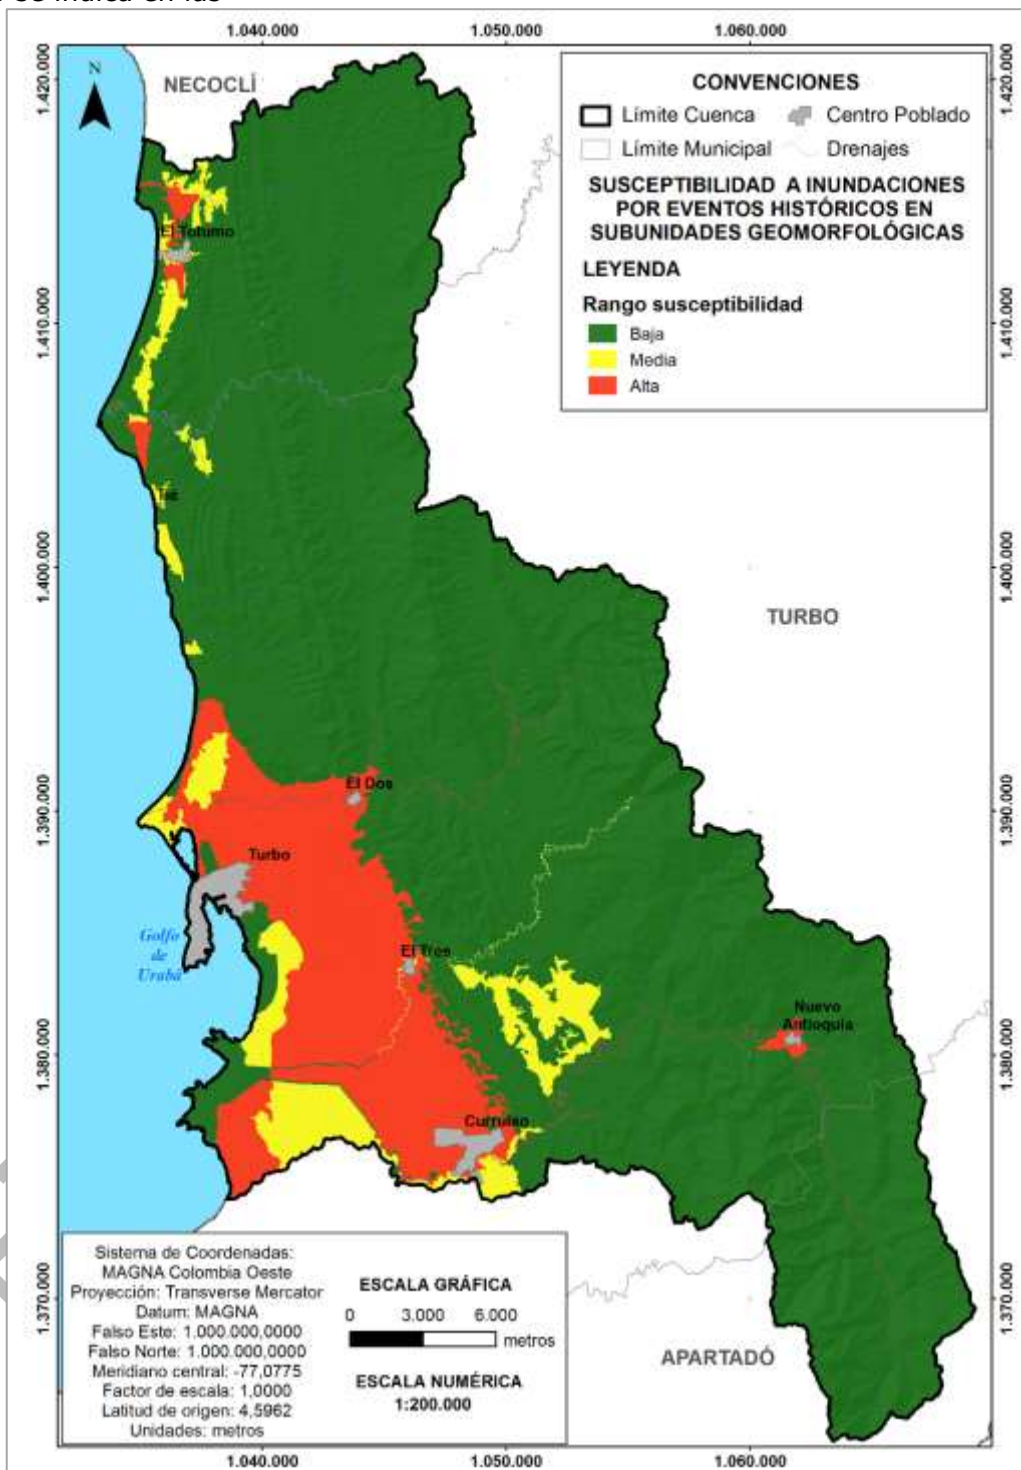 1.040.000 1.050.000 1.060.000
1.420.000
1.420.000
N
NECOCLÍ
CONVENCIONES
Límite Cuenca
Centro Poblado
Límite Municipal
Drenajes
SUSCEPTIBILIDAD A INUNDACIONES
POR EVENTOS HISTÓRICOS EN
SUBUNIDADES GEOMORFOLÓGICAS
LEYENDA
Rango susceptibilidad
Baja
Media
Alta
El Totumo
1.410.000
1.410.000
1.400.000
1.400.000
TURBO
1.390.000
1.390.000
El Dos
Turbo
Golfo
de
Urabá
El Tres
Nuevo
Antioquia
1.380.000
1.380.000
Currulao
1.370.000
1.370.000
APARTADÓ
Sistema de Coordenadas:
MAGNA Colombia Oeste
Proyección: Transverse Mercator
Datum: MAGNA
Falso Este: 1.000.000,0000
Falso Norte: 1.000.000,0000
Meridiano central: -77,0775
Factor de escala: 1,0000
Latitud de origen: 4,5962
Unidades: metros
ESCALA GRÁFICA
0 3.000 6.000
metros
ESCALA NUMÉRICA
1:200.000
1.040.000 1.050.000 1.060.000